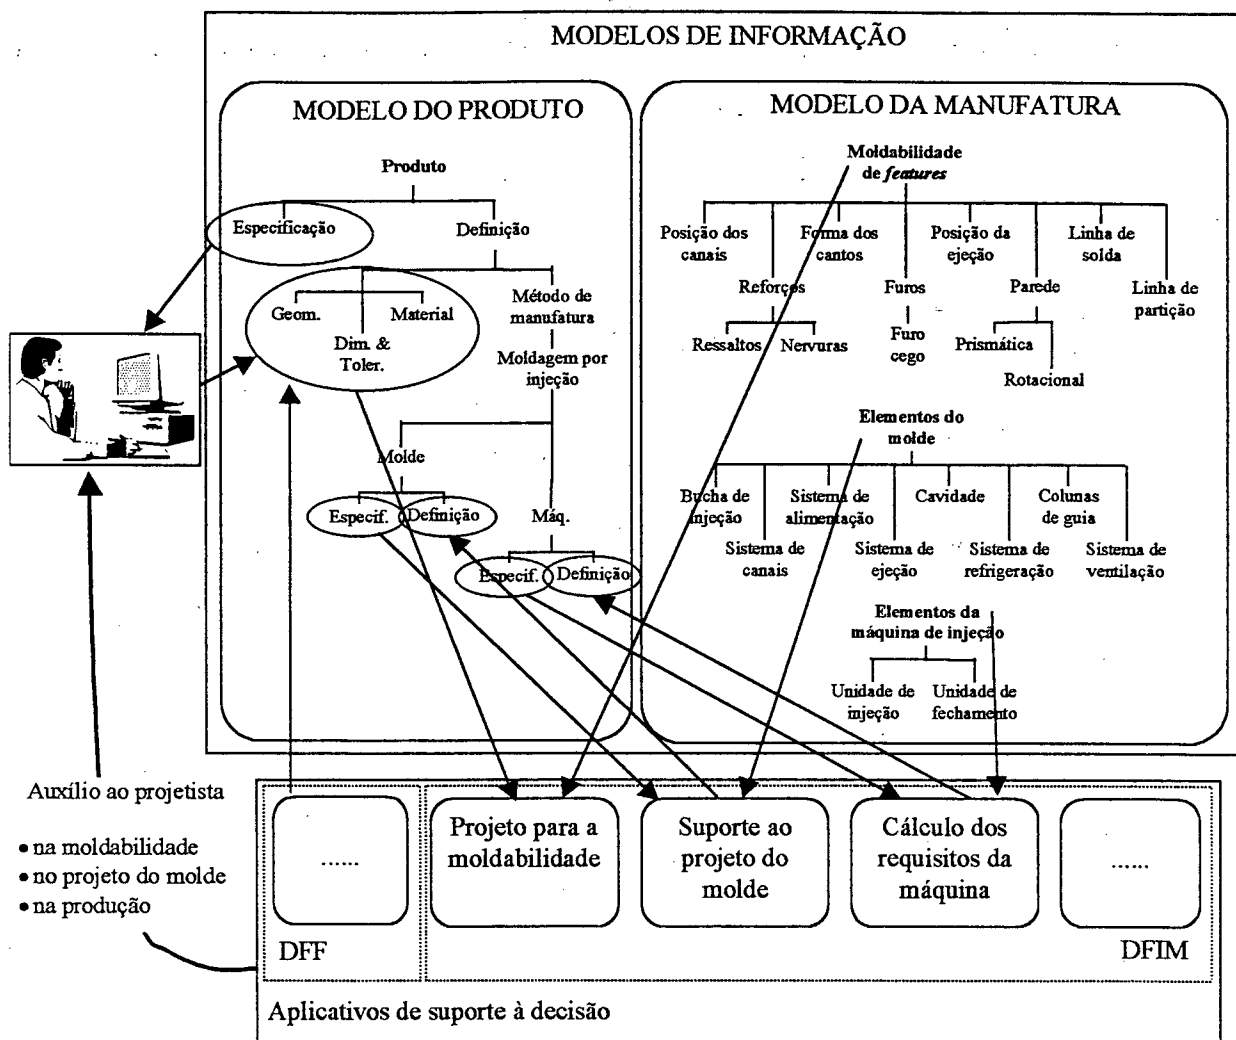 MODELOS DE INFORMAÇÃO
MODELO DO PRODUTO
Produto
Especificação
Definição
Geom.
Material
Dim. &
Toler.
Método de
manufatura
Moldagem por
injeção
Molde
Especif.
Definição
Máq.
Especif.
Definição
MODELO DA MANUFATURA
Moldabilidade
de features
Posição dos
canais
Forma dos
cantos
Posição da
ejeção
Linha de
solda
Reforços
Furos
Parede
Linha de
partição
Ressaltos
Nervuras
Furo
cego
Prismática
Rotacional
Elementos do
molde
Bucha de
injeção
Sistema de
alimentação
Cavidade
Colunas
de guia
Sistema de
canais
Sistema de
ejeção
Sistema de
refrigeração
Sistema de
ventilação
Elementos da
máquina de injeção
Unidade de
injeção
Unidade de
fechamento
Auxílio ao projetista
• na moldabilidade
• no projeto do molde
• na produção
......
DFF
Projeto para a
moldabilidade
Suporte ao
projeto do
molde
Cálculo dos
requisitos da
máquina
......
DFIM
Aplicativos de suporte à decisão